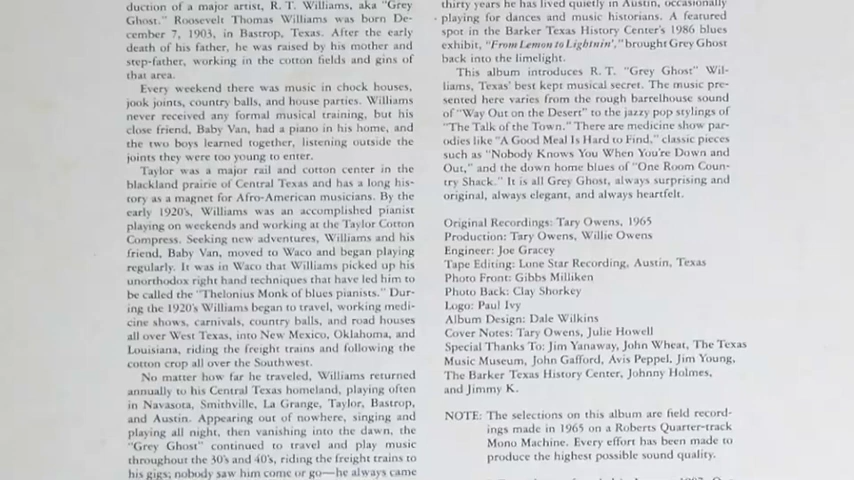 duction of a major artist, R. T. Williams, aka "Grey
Ghost." Roosevelt Thomas Williams was born De-
cember 7, 1903, in Bastrop, Texas. After the early
death of his father, he was raised by his mother and
step-father, working in the cotton fields and gins of
that area.
Every weekend there was music in chock houses,
jook joints, country balls, and house parties. Williams
never received any formal musical training, but his
close friend, Baby Van, had a piano in his home, and
the two boys learned together, listening outside the
joints they were too young to enter.
Taylor was a major rail and cotton center in the
blackland prairie of Central Texas and has a long his-
tory as a magnet for Afro-American musicians. By the
early 1920's, Williams was an accomplished pianist
playing on weekends and working at the Taylor Cotton
Compress. Seeking new adventures, Williams and his
friend, Baby Van, moved to Waco and began playing
regularly. It was in Waco that Williams picked up his
unorthodox right hand techniques that have led him to
be called the "Thelonius Monk of blues pianists." Dur-
ing the 1920's Williams began to travel, working medi-
cine shows, carnivals, country balls, and road houses
all over West Texas, into New Mexico, Oklahoma, and
Louisiana, riding the freight trains and following the
cotton crop all over the Southwest.
No matter how far he traveled, Williams returned
annually to his Central Texas homeland, playing often
in Navasota, Smithville, La Grange, Taylor, Bastrop,
and Austin. Appearing out of nowhere, singing and
playing all night, then vanishing into the dawn, the
"Grey Ghost" continued to travel and play music
throughout the 30's and 40's, riding the freight trains to
his gigs; nobody saw him come or go—he always came
thirty years he has lived quietly in Austin, occasionally
playing for dances and music historians. A featured
spot in the Barker Texas History Center's 1986 blues
exhibit, "From Lemon to Lightnin'," brought Grey Ghost
back into the limelight.
This album introduces R. T. "Grey Ghost" Wil-
liams, Texas' best kept musical secret. The music pre-
sented here varies from the rough barrelhouse sound
of "Way Out on the Desert" to the jazzy pop stylings of
"The Talk of the Town." There are medicine show par-
odies like "A Good Meal Is Hard to Find," classic pieces
such as "Nobody Knows You When You're Down and
Out," and the down home blues of "One Room Coun-
try Shack." It is all Grey Ghost, always surprising and
original, always elegant, and always heartfelt.
Original Recordings: Tary Owens, 1965
Production: Tary Owens, Willie Owens
Engineer: Joe Gracey
Tape Editing: Lone Star Recording, Austin, Texas
Photo Front: Gibbs Milliken
Photo Back: Clay Shorkey
Logo: Paul Ivy
Album Design: Dale Wilkins
Cover Notes: Tary Owens, Julie Howell
Special Thanks To: Jim Yanaway, John Wheat, The Texas
Music Museum, John Gafford, Avis Peppel, Jim Young,
The Barker Texas History Center, Johnny Holmes,
and Jimmy K.
NOTE: The selections on this album are field record-
ings made in 1965 on a Roberts Quarter-track
Mono Machine. Every effort has been made to
produce the highest possible sound quality.